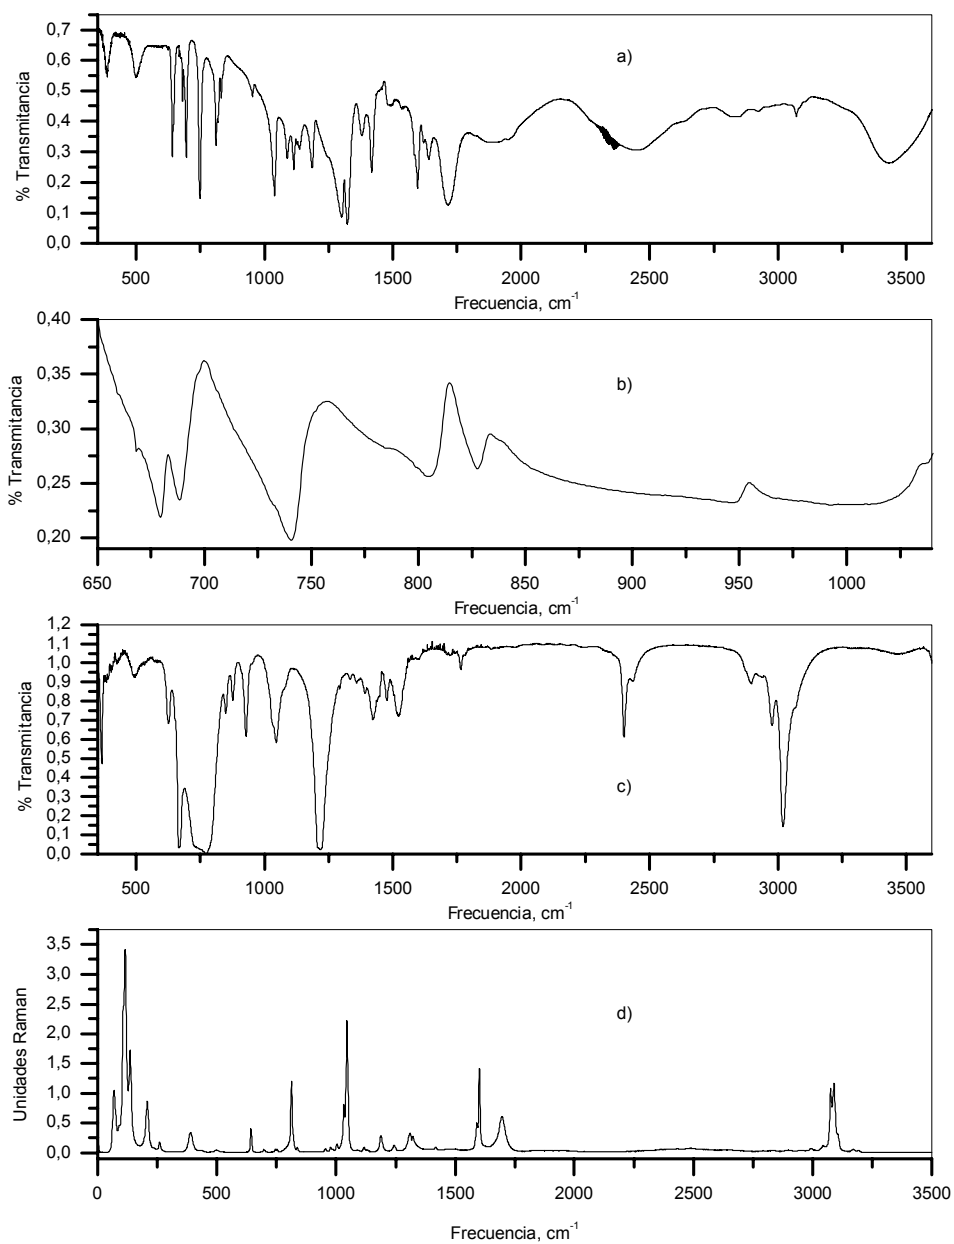 0,7
0,6
0,5
0,4
0,3
0,2
0,1
0,0
% Transmitancia
a)
500 1000 1500 2000 2500 3000 3500
Frecuencia, cm-1
0,40
0,35
0,30
0,25
0,20
% Transmitancia
b)
650 700 750 800 850 900 950 1000
Frecuencia, cm-1
1,2
1,1
1,0
0,9
0,8
0,7
0,6
0,5
0,4
0,3
0,2
0,1
0,0
% Transmitancia
c)
500 1000 1500 2000 2500 3000 3500
Frecuencia, cm-1
3,5
3,0
2,5
2,0
1,5
1,0
0,5
0,0
Unidades Raman
d)
0 500 1000 1500 2000 2500 3000 3500
Frecuencia, cm-1